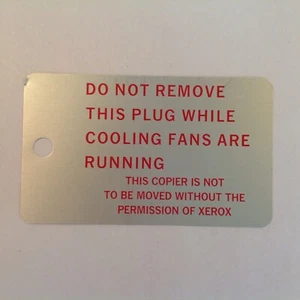 DO NOT REMOVE
THIS PLUG WHILE
COOLING FANS ARE
RUNNING
THIS COPIER IS NOT
TO BE MOVED WITHOUT THE
PERMISSION OF XEROX